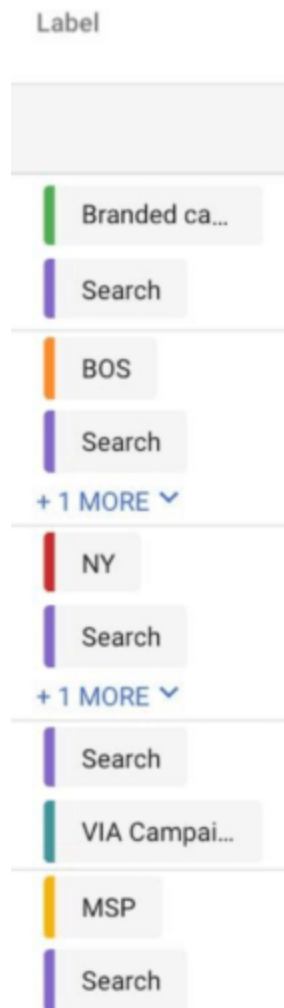 Label
Branded ca...
Search
BOS
Search
+ 1 MORE
NY
Search
+ 1 MORE
Search
VIA Campai...
MSP
Search